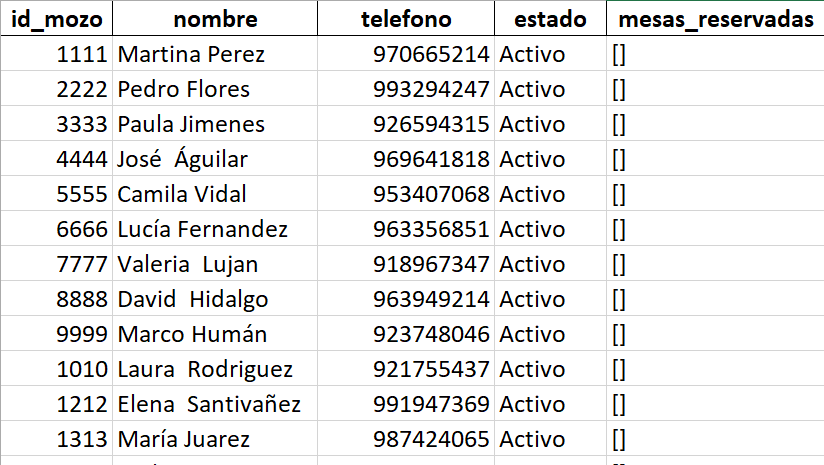 id_mozo nombre telefono estado mesas_reservadas
1111 Martina Perez 970665214 Activo []
2222 Pedro Flores 993294247 Activo []
3333 Paula Jimenes 926594315 Activo []
4444 José  Águilar 969641818 Activo []
5555 Camila Vidal 953407068 Activo []
6666 Lucía Fernandez 963356851 Activo []
7777 Valeria  Lujan 918967347 Activo []
8888 David  Hidalgo 963949214 Activo []
9999 Marco Humán 923748046 Activo []
1010 Laura  Rodriguez 921755437 Activo []
1212 Elena  Santivañez 991947369 Activo []
1313 María Juarez 987424065 Activo []